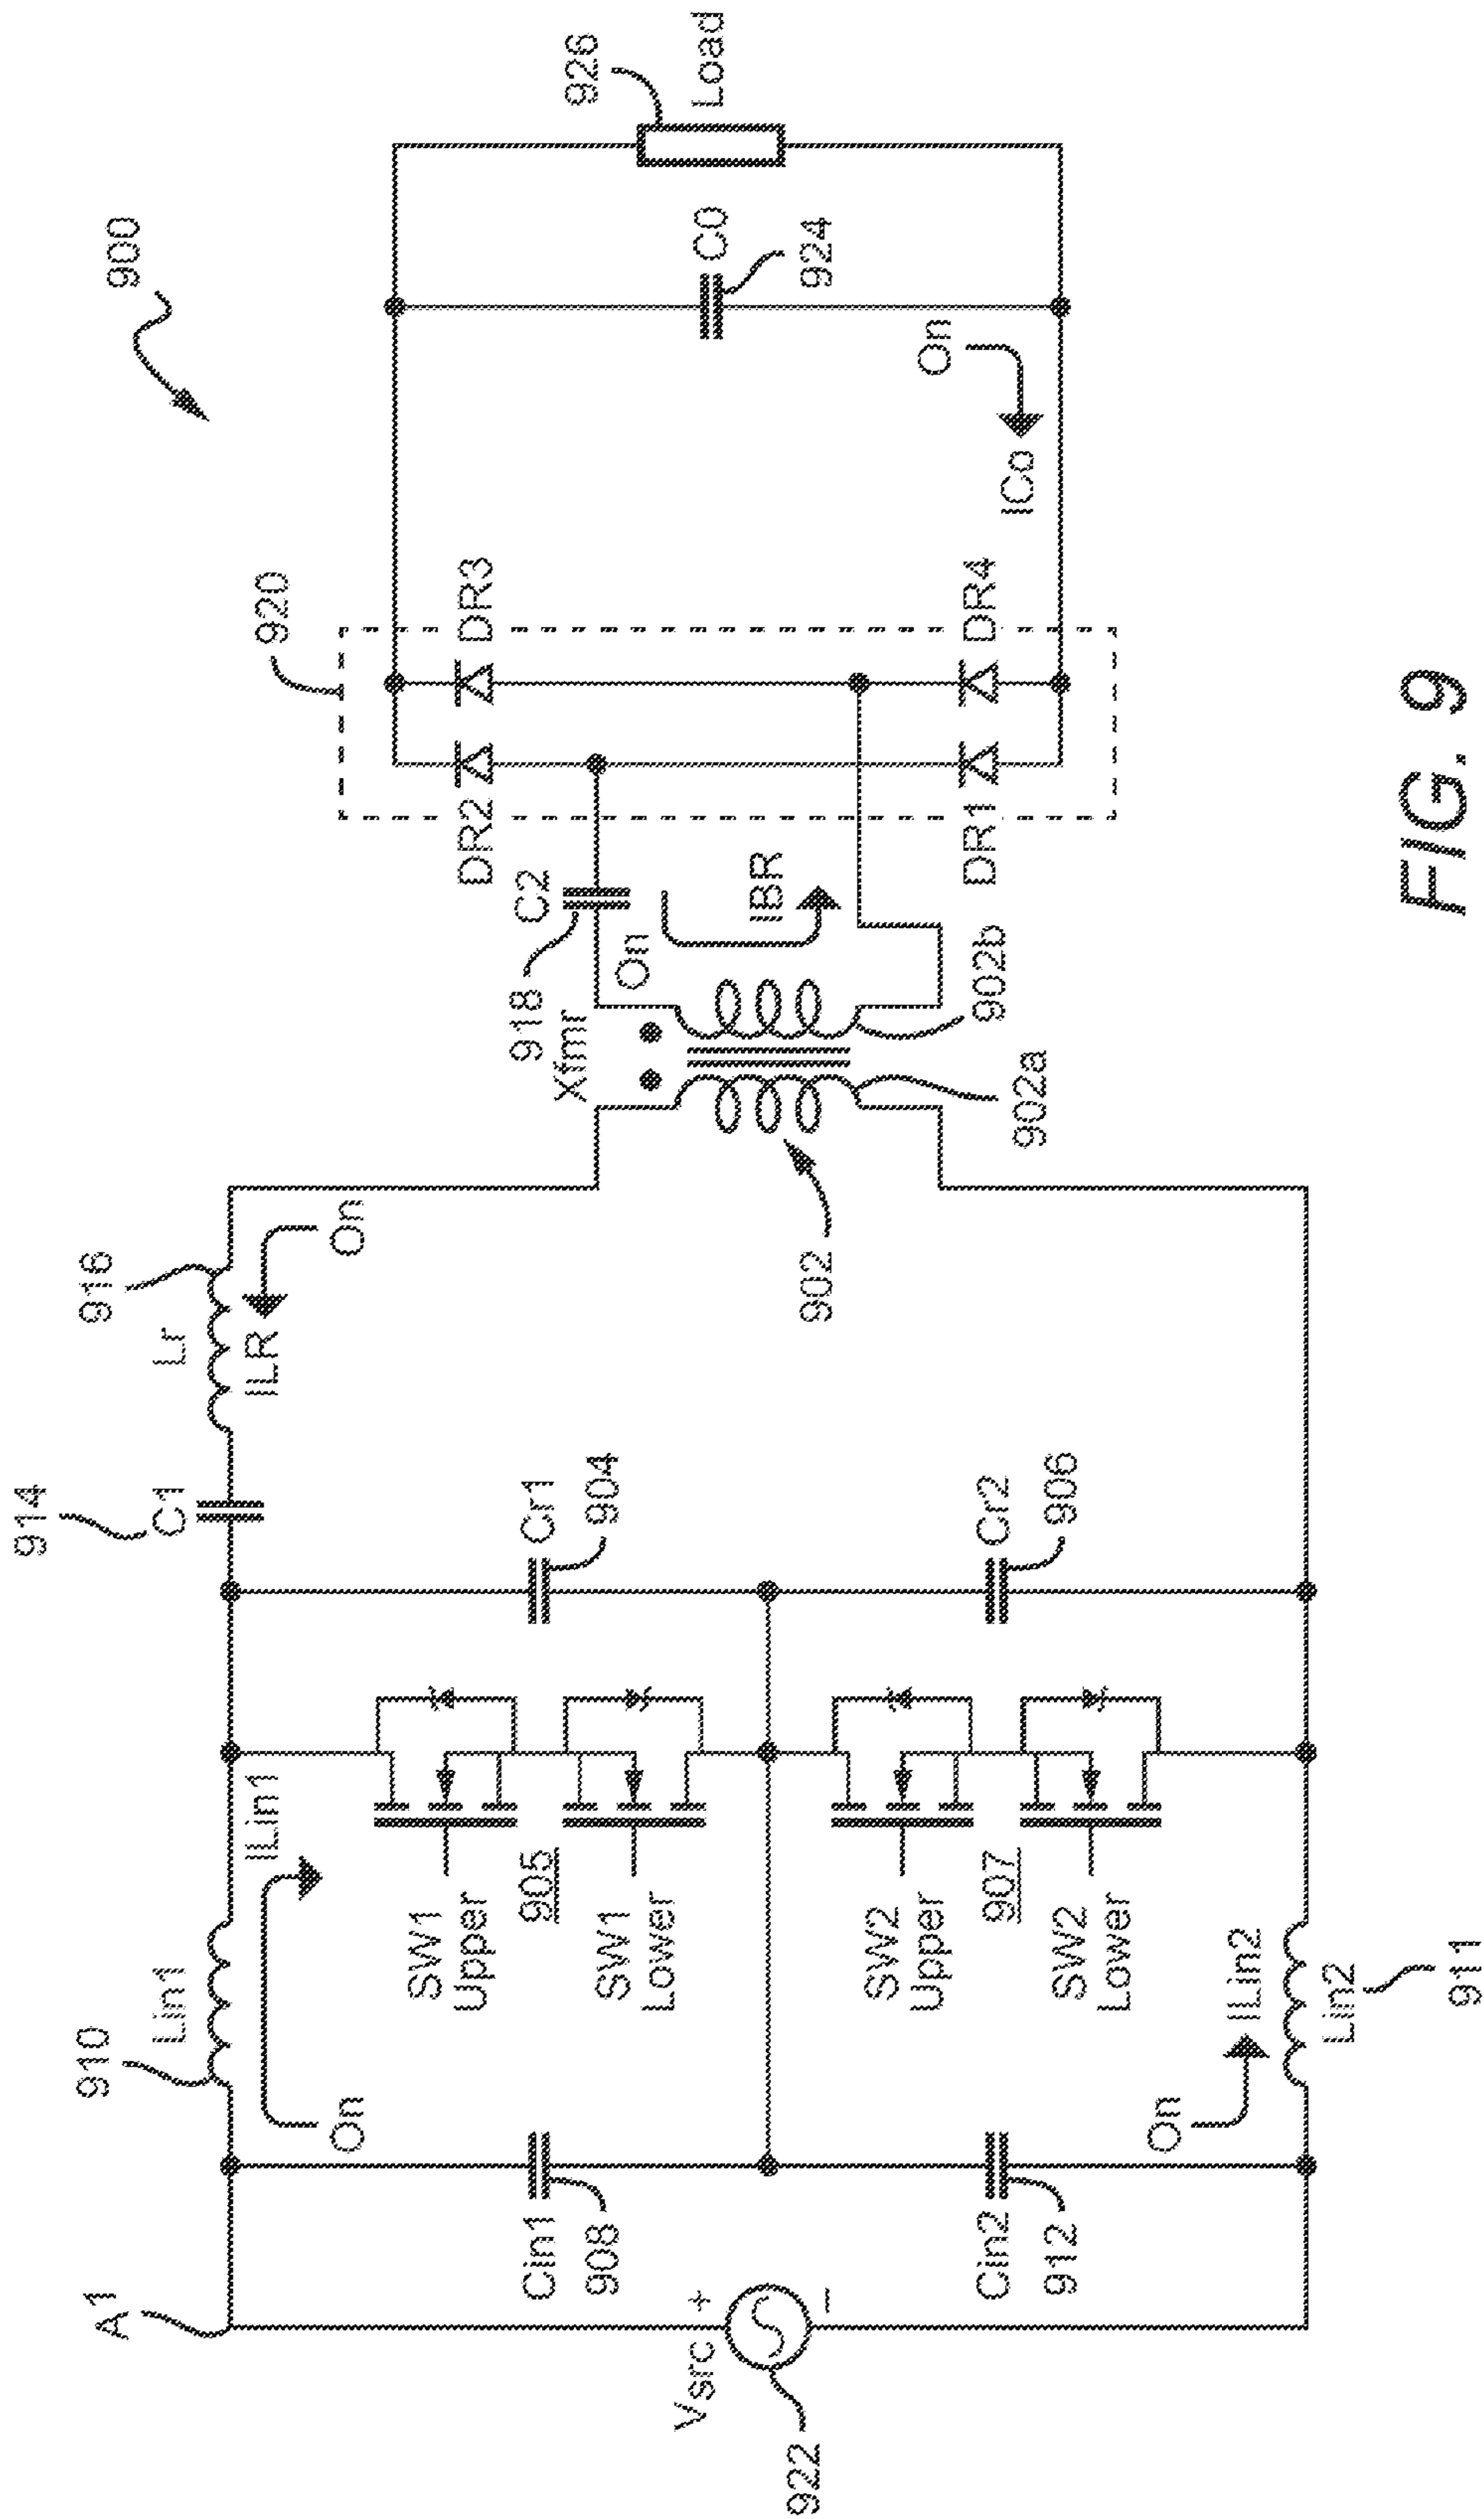 900
926
Load
C0
924
920
DR3
DR4
DR2
DR1
On
ICo
C2
918
On
IBR
Xfmr
902b
902a
902
916
Lr
ILR
On
914
C1
Cr1
904
Cr2
906
ILin1
910
Lin1
On
SW1
Upper
905
SW1
Lower
SW2
Upper
907
SW2
Lower
On
ILin2
Lin2
911
Cin1
908
Cin2
912
A1
Vsrc
+
–
922
FIG. 9